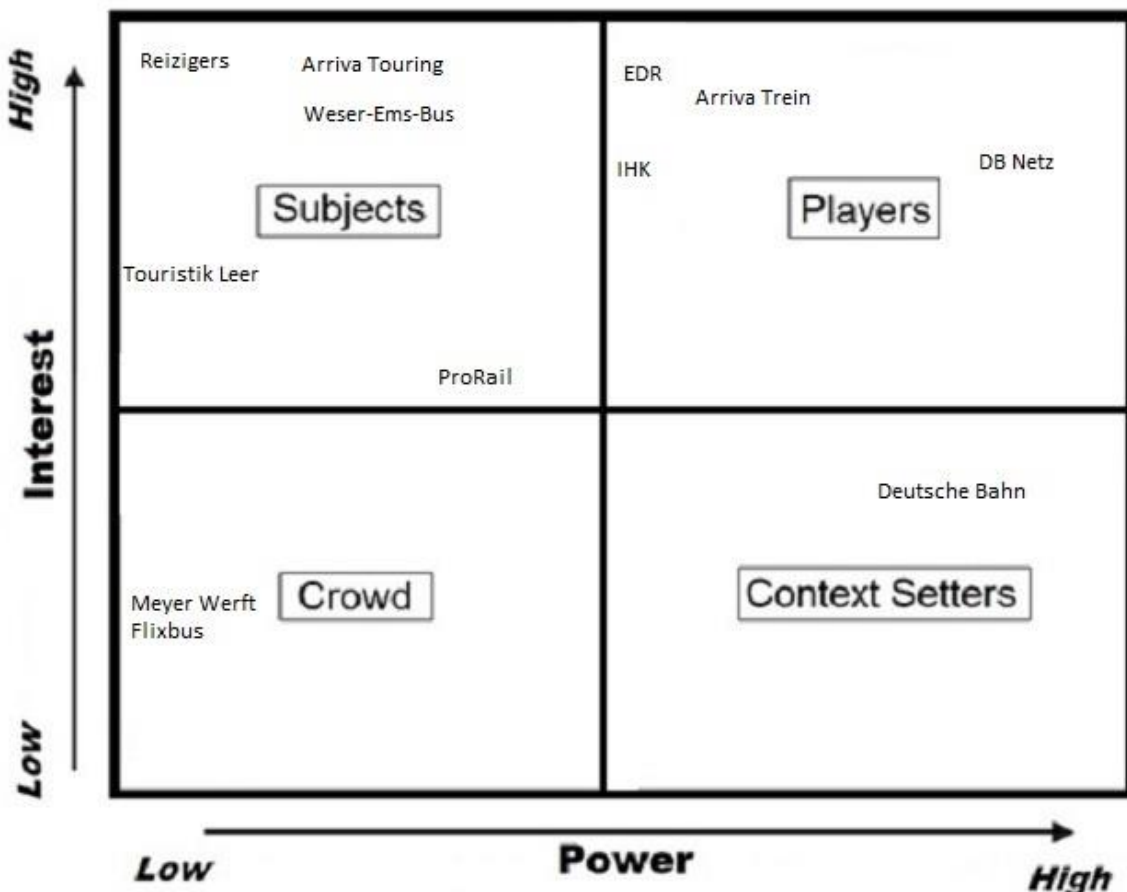 High
Interest
Low
Reizigers
Arriva Touring
Weser-Ems-Bus
Subjects
Touristik Leer
ProRail
EDR
Arriva Trein
IHK
DB Netz
Players
Meyer Werft
Flixbus
Crowd
Deutsche Bahn
Context Setters
Low
Power
High